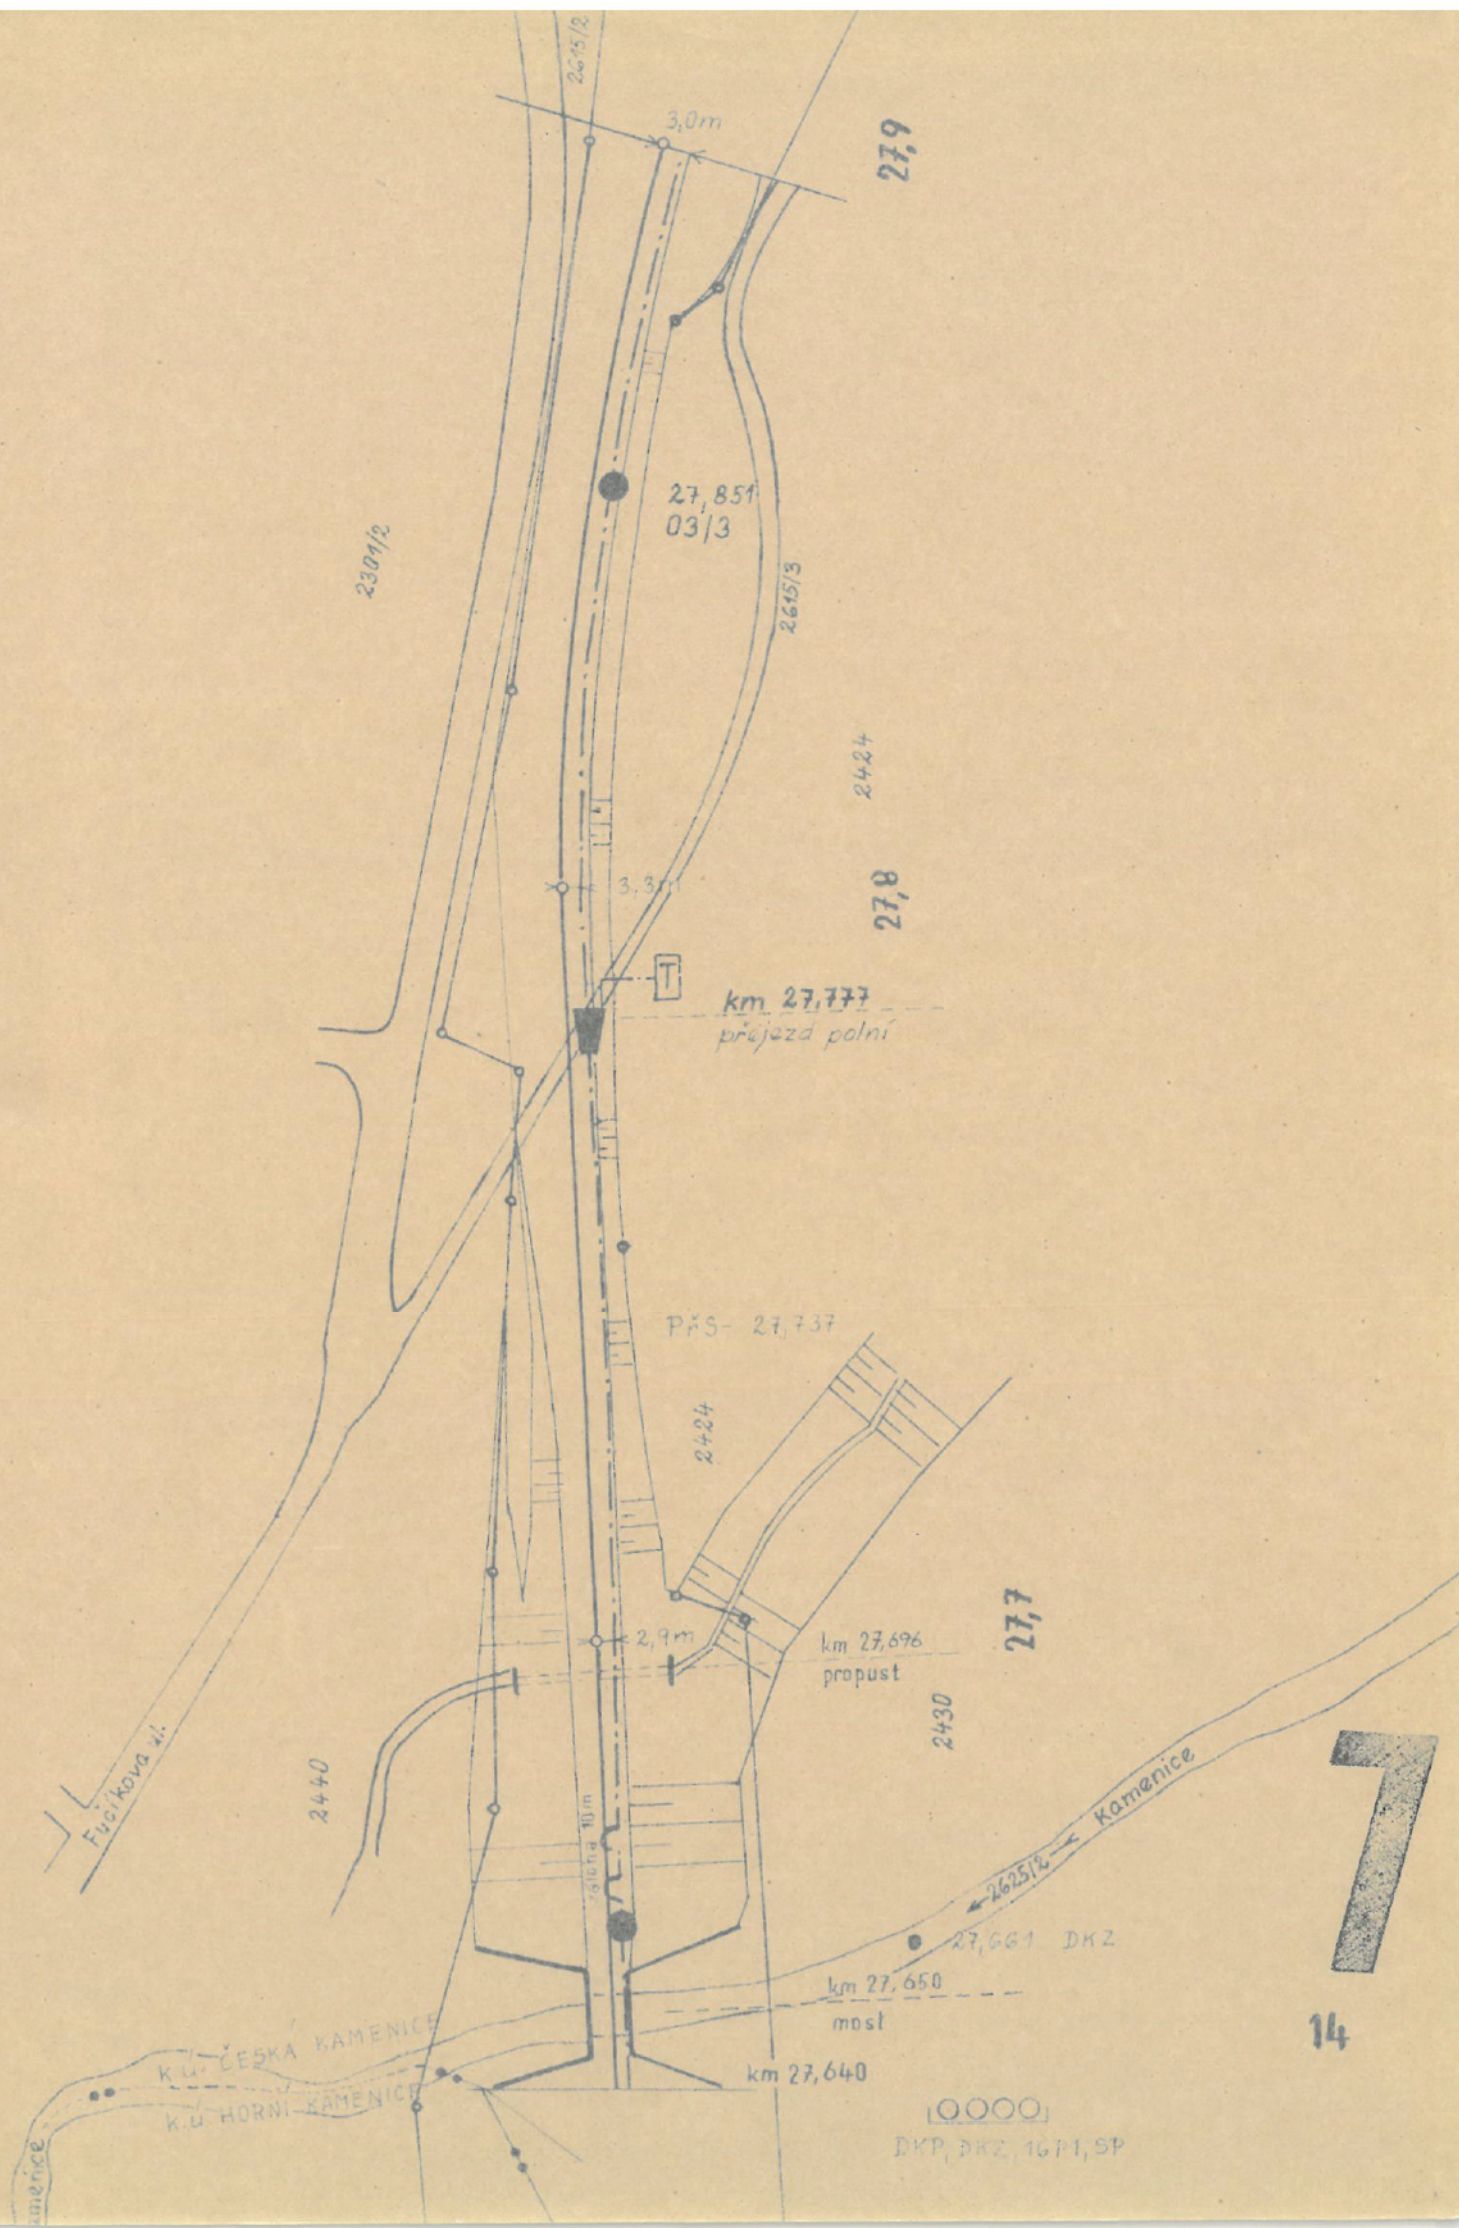 2615/2
3,0m
27,9
27,851
03/3
2301/2
2615/3
2424
27,8
3,3m
T
km 27,777
přejezd polní
PřS- 27,737
2424
27,7
2,9m
km 27,696
propust
2430
Fučíkova ul.
2440
Kamenice
2625/2
10m
27,661 DKZ
km 27,650
most
7
14
k.ú. ČESKÁ KAMENICE
k.ú. HORNÍ KAMENICE
km 27,640
DKP, DKZ, 16P1, SP